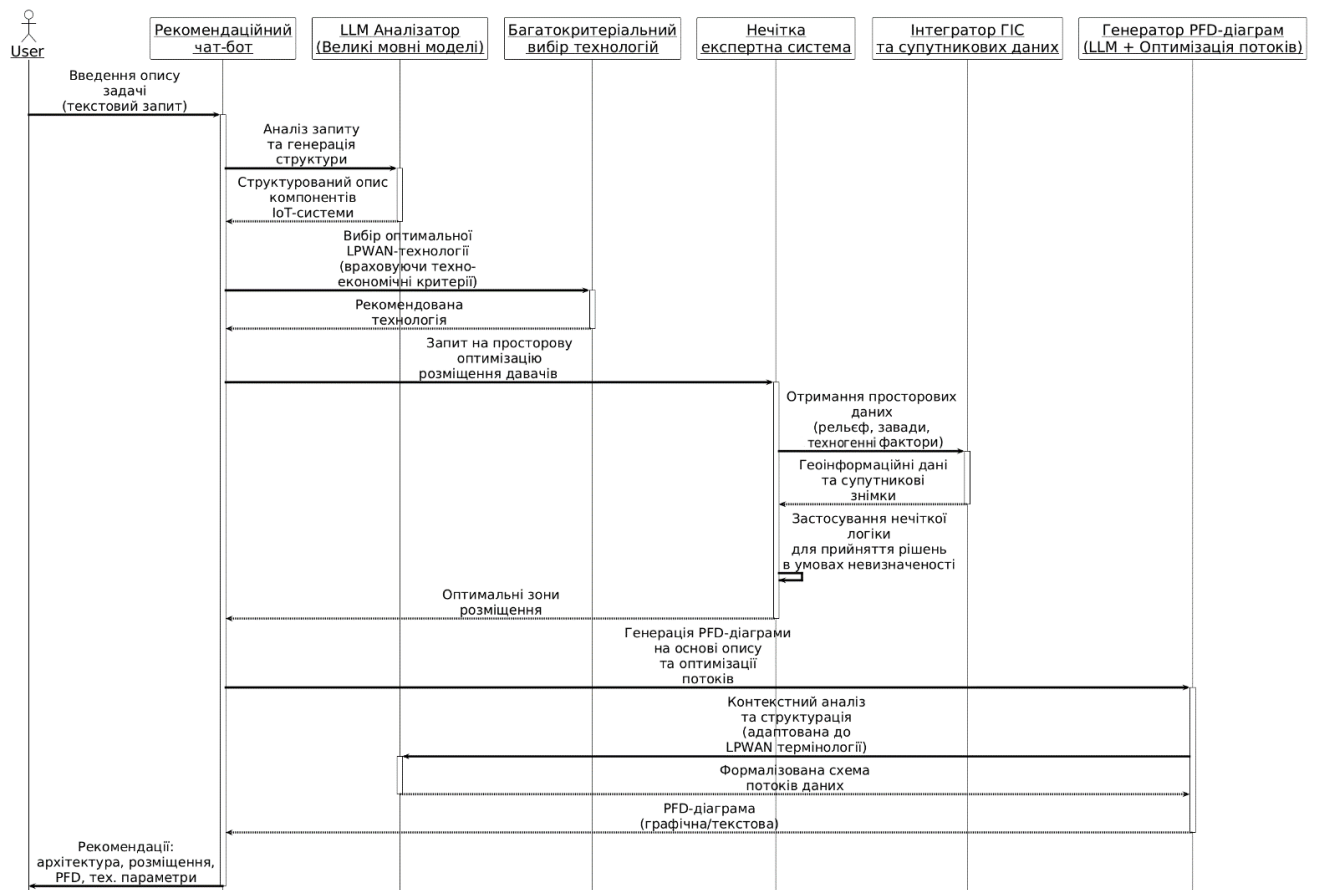 User
Рекомендаційний
чат-бот
LLM Аналізатор
(Великі мовні моделі)
Багатокритеріальний
вибір технологій
Нечітка
експертна система
Інтегратор ГІС
та супутникових даних
Генератор PFD-діаграм
(LLM + Оптимізація потоків)
Введення опису
задачі
(текстовий запит)
Аналіз запиту
та генерація
структури
Структурований опис
компонентів
IoT-системи
Вибір оптимальної
LPWAN-технології
(враховуючи техно-
економічні критерії)
Рекомендована
технологія
Запит на просторову
оптимізацію
розміщення давачів
Отримання просторових
даних
(рельєф, завади,
техногенні фактори)
Геоінформаційні дані
та супутникові
знімки
Застосування нечіткої
логіки
для прийняття рішень
в умовах невизначеності
Оптимальні зони
розміщення
Генерація PFD-діаграми
на основі опису
та оптимізації
потоків
Контекстний аналіз
та структурація
(адаптована до
LPWAN термінології)
Формалізована схема
потоків даних
PFD-діаграма
(графічна/текстова)
Рекомендації:
архітектура, розміщення,
PFD, тех. параметри